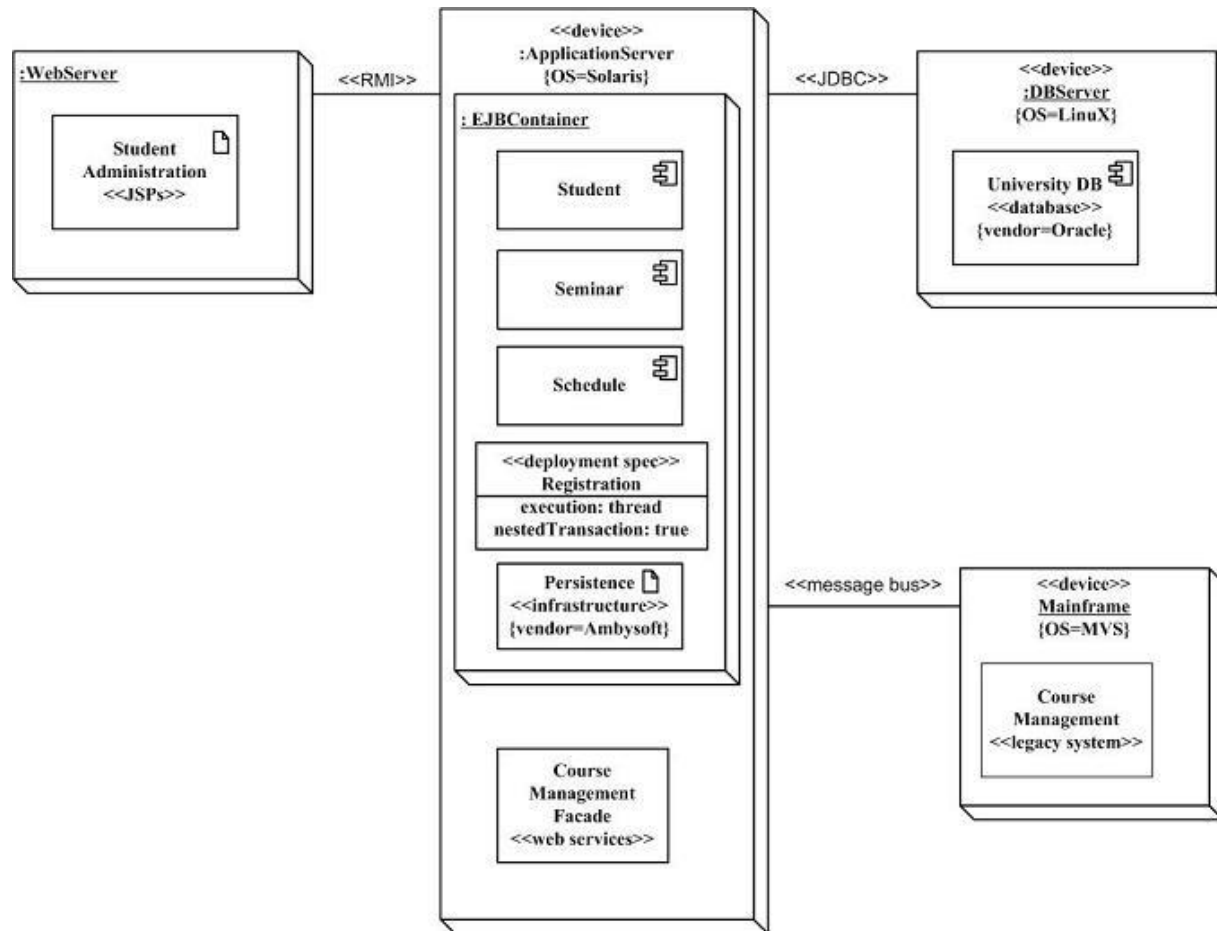 :WebServer
Student
Administration
<<JSPs>>
<<RMI>>
<<device>>
:ApplicationServer
{OS=Solaris}
: EJBContainer
Student
Seminar
Schedule
<<deployment spec>>
Registration
execution: thread
nestedTransaction: true
Persistence
<<infrastructure>>
{vendor=Ambysoft}
Course
Management
Facade
<<web services>>
<<JDBC>>
<<device>>
:DBServer
{OS=LinuX}
University DB
<<database>>
{vendor=Oracle}
<<message bus>>
<<device>>
Mainframe
{OS=MVS}
Course
Management
<<legacy system>>